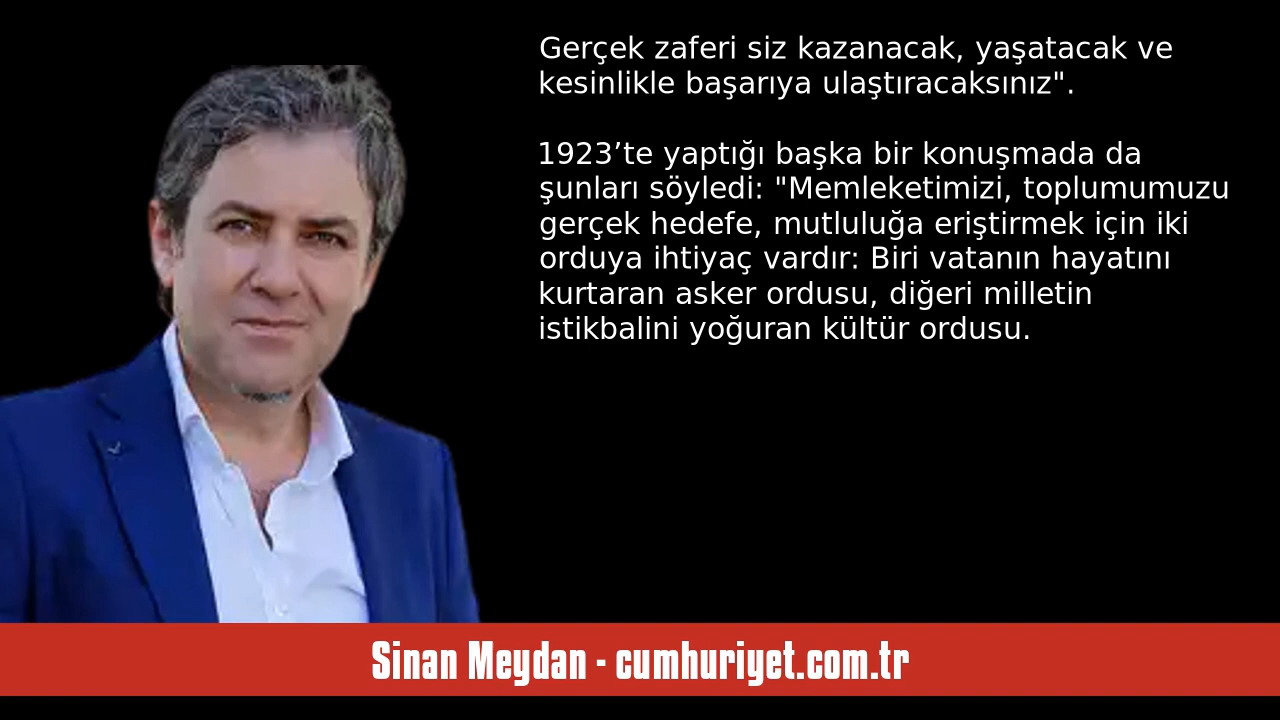 Gerçek zaferi siz kazanacak, yaşatacak ve
kesinlikle başarıya ulaştıracaksınız".
1923’te yaptığı başka bir konuşmada da
şunları söyledi: "Memleketimizi, toplumumuzu
gerçek hedefe, mutluluğa eriştirmek için iki
orduya ihtiyaç vardır: Biri vatanın hayatını
kurtaran asker ordusu, diğeri milletin
istikbalini yoğuran kültür ordusu.
Sinan Meydan - cumhuriyet.com.tr